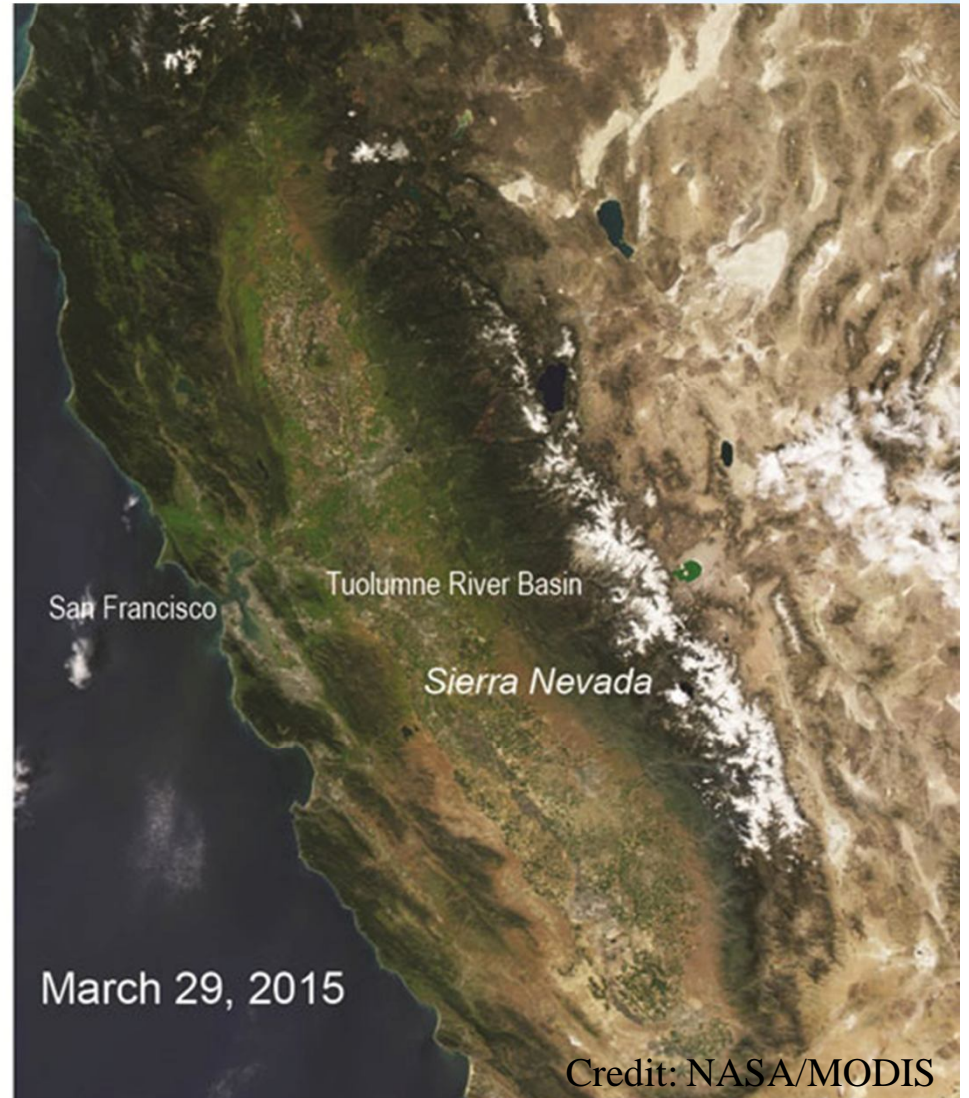 Tuolumne River Basin
San Francisco
Sierra Nevada
March 29, 2015
Credit: NASA/MODIS